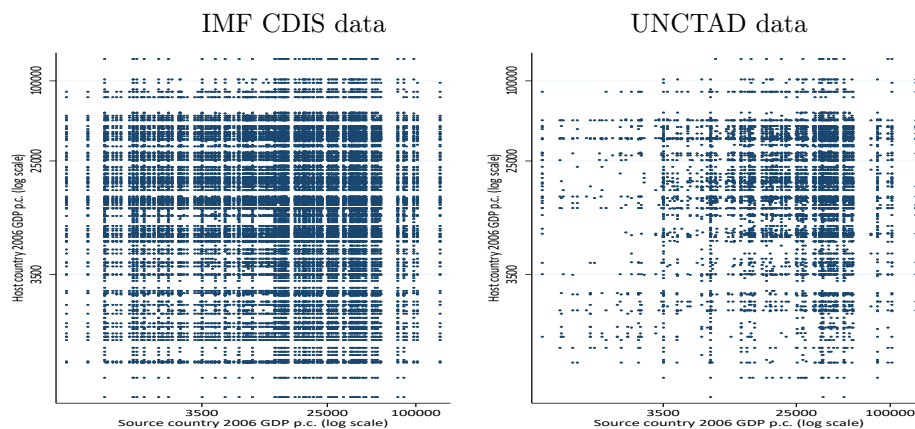 IMF CDIS data
UNCTAD data
Host country 2006 GDP p.c. (log scale)
100000
25000
3500
3500
25000
100000
Source country 2006 GDP p.c. (log scale)
Host country 2006 GDP p.c. (log scale)
100000
25000
3500
3500
25000
100000
Source country 2006 GDP p.c. (log scale)